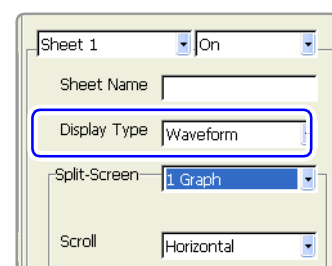 Sheet 1 On
Sheet Name
Display Type Waveform
Split-Screen 1 Graph
Scroll Horizontal